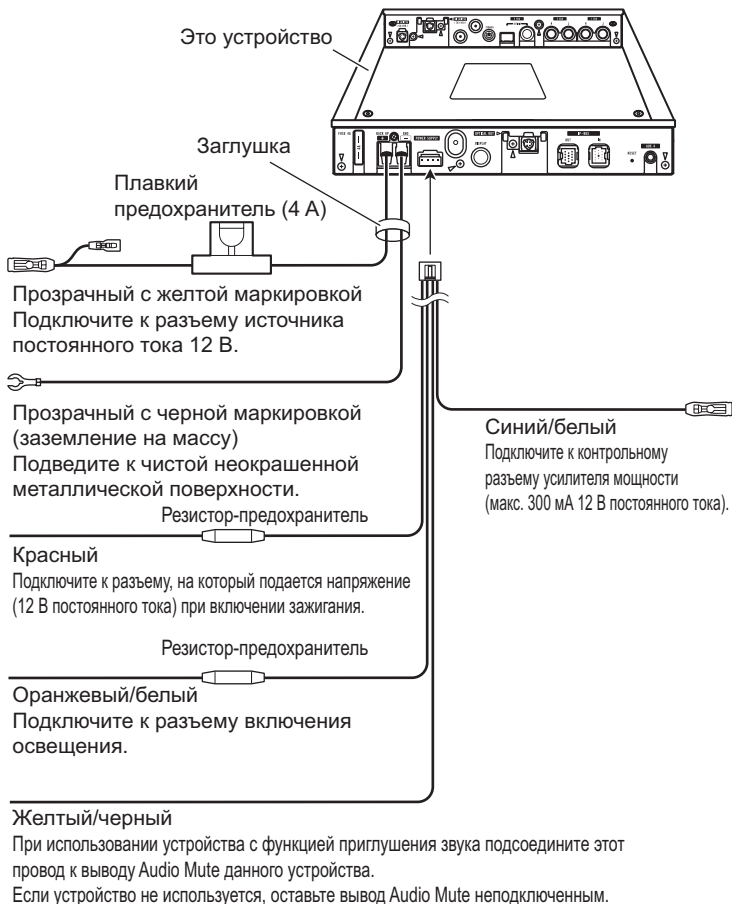 Это устройство
Заглушка
Плавкий
предохранитель (4 А)
Прозрачный с желтой маркировкой
Подключите к разъему источника
постоянного тока 12 В.
Прозрачный с черной маркировкой
(заземление на массу)
Подведите к чистой неокрашенной
металлической поверхности.
Синий/белый
Подключите к контрольному
разъему усилителя мощности
(макс. 300 мА 12 В постоянного тока).
Резистор-предохранитель
Красный
Подключите к разъему, на который подается напряжение
(12 В постоянного тока) при включении зажигания.
Резистор-предохранитель
Оранжевый/белый
Подключите к разъему включения
освещения.
Желтый/черный
При использовании устройства с функцией приглушения звука подсоедините этот
провод к выводу Audio Mute данного устройства.
Если устройство не используется, оставьте вывод Audio Mute неподключенным.
DISPLAY
RESET